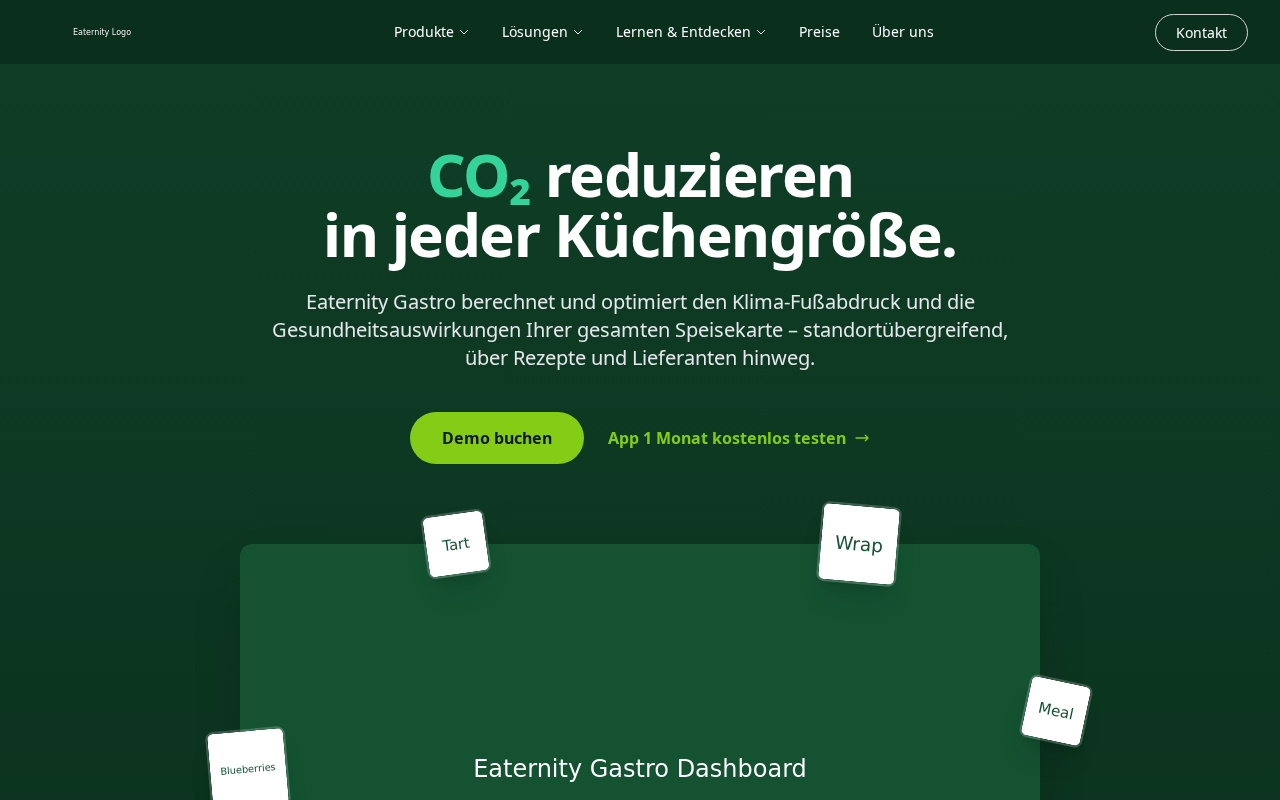 Eaternity Logo
Produkte
Lösungen
Lernen & Entdecken
Preise
Über uns
Kontakt
CO₂ reduzieren
in jeder Küchengröße.
Eaternity Gastro berechnet und optimiert den Klima-Fußabdruck und die
Gesundheitsauswirkungen Ihrer gesamten Speisekarte – standortübergreifend,
über Rezepte und Lieferanten hinweg.
Demo buchen
App 1 Monat kostenlos testen →
Tart
Wrap
Meal
Blueberries
Eaternity Gastro Dashboard